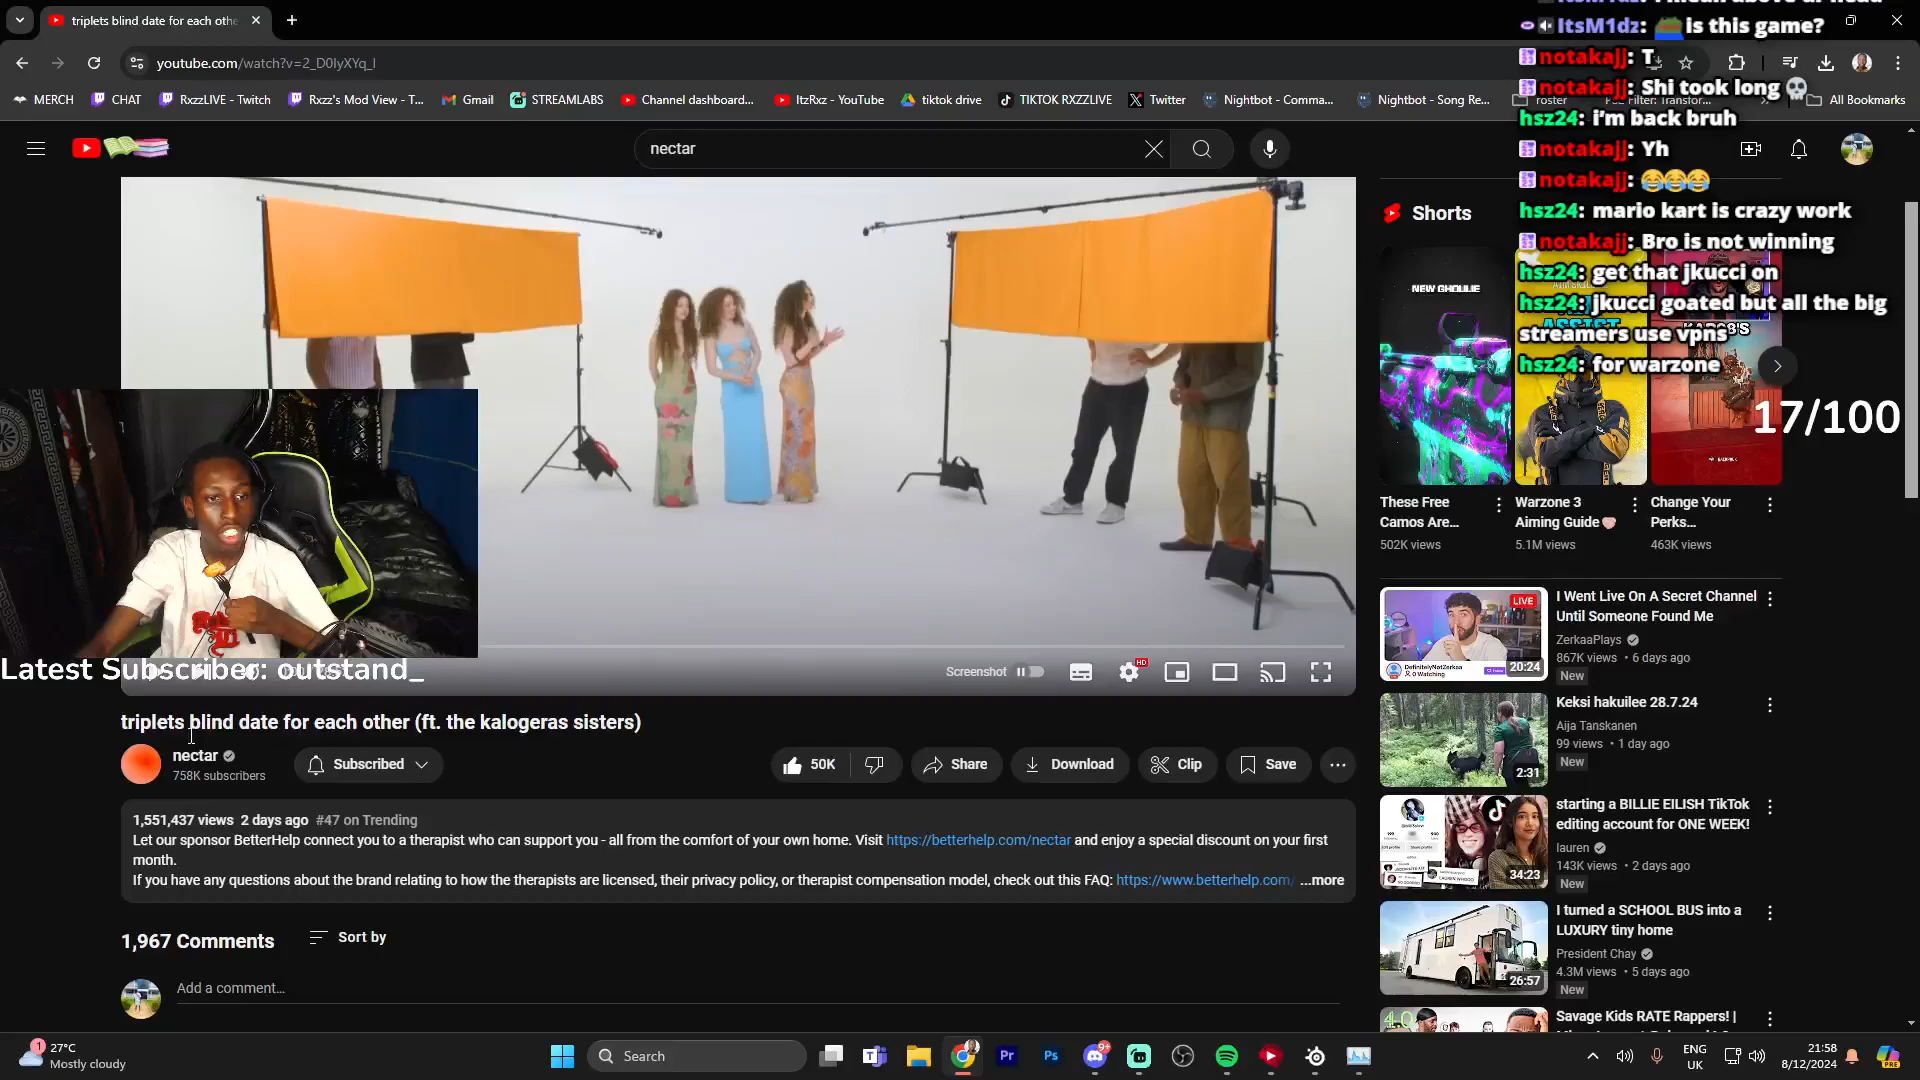 triplets blind date for each othe
youtube.com/watch?v=2_D0IyXYq_I
MERCH
CHAT
RxzzLIVE - Twitch
Rxzz's Mod View - T...
Gmail
STREAMLABS
Channel dashboard...
ItzRxz - YouTube
tiktok drive
TIKTOK RXZZLIVE
Twitter
Nightbot - Comma...
Nightbot - Song Re...
roster
All Bookmarks
ItsM1dz: is this game?
notakajj: T
notakajj: Shi took long
hsz24: i'm back bruh
notakajj: Yh
notakajj:
hsz24: mario kart is crazy work
notakajj: Bro is not winning
hsz24: get that jkucci on
hsz24: jkucci goated but all the big
streamers use vpns
hsz24: for warzone
nectar
Shorts
NEW GHOULIE
17/100
These Free
Camos Are...
502K views
Warzone 3
Aiming Guide
5.1M views
Change Your
Perks...
463K views
Latest Subscriber: outstand_
Screenshot
HD
triplets blind date for each other (ft. the kalogeras sisters)
nectar
758K subscribers
Subscribed
50K
Share
Download
Clip
Save
1,551,437 views 2 days ago #47 on Trending
Let our sponsor BetterHelp connect you to a therapist who can support you - all from the comfort of your own home. Visit https://betterhelp.com/nectar and enjoy a special discount on your first
month.
If you have any questions about the brand relating to how the therapists are licensed, their privacy policy, or therapist compensation model, check out this FAQ: https://www.betterhelp.com/ ...more
1,967 Comments
Sort by
Add a comment...
LIVE
DefinitelyNotZerkaa
0 Watching
20:24
I Went Live On A Secret Channel
Until Someone Found Me
ZerkaaPlays
867K views • 6 days ago
New
2:31
Keksi hakuilee 28.7.24
Aija Tanskanen
99 views • 1 day ago
New
34:23
starting a BILLIE EILISH TikTok
editing account for ONE WEEK!
lauren
143K views • 2 days ago
New
26:57
I turned a SCHOOL BUS into a
LUXURY tiny home
President Chay
4.3M views • 5 days ago
New
4.0
Savage Kids RATE Rappers! |
1
27°C
Mostly cloudy
Search
Pr
Ps
9+
ENG
UK
21:58
8/12/2024
PRE